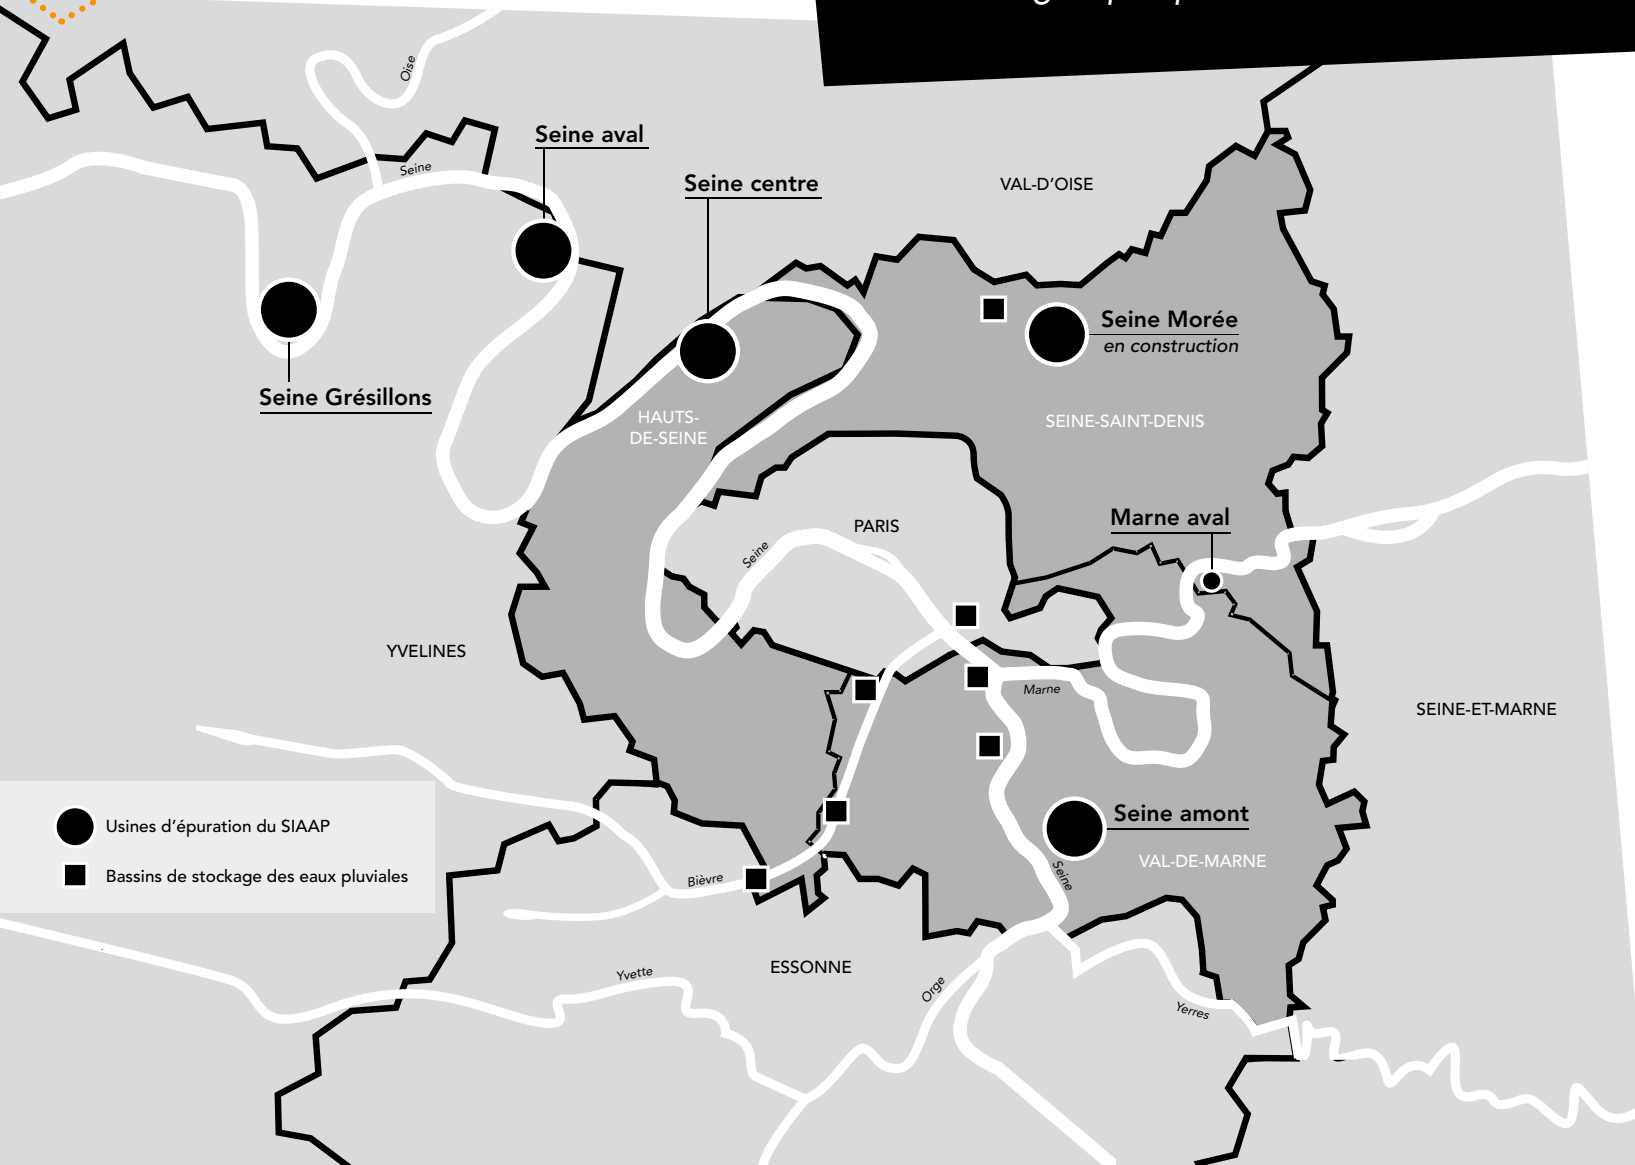 Oise
Seine aval
Seine
Seine centre
VAL-D'OISE
Seine Morée
en construction
Seine Grésillons
HAUTS-
DE-SEINE
SEINE-SAINT-DENIS
Marne aval
PARIS
Seine
YVELINES
Marne
SEINE-ET-MARNE
Seine amont
Usines d'épuration du SIAAP
VAL-DE-MARNE
Seine
Bassins de stockage des eaux pluviales
Bièvre
ESSONNE
Yvette
Orge
Yerres